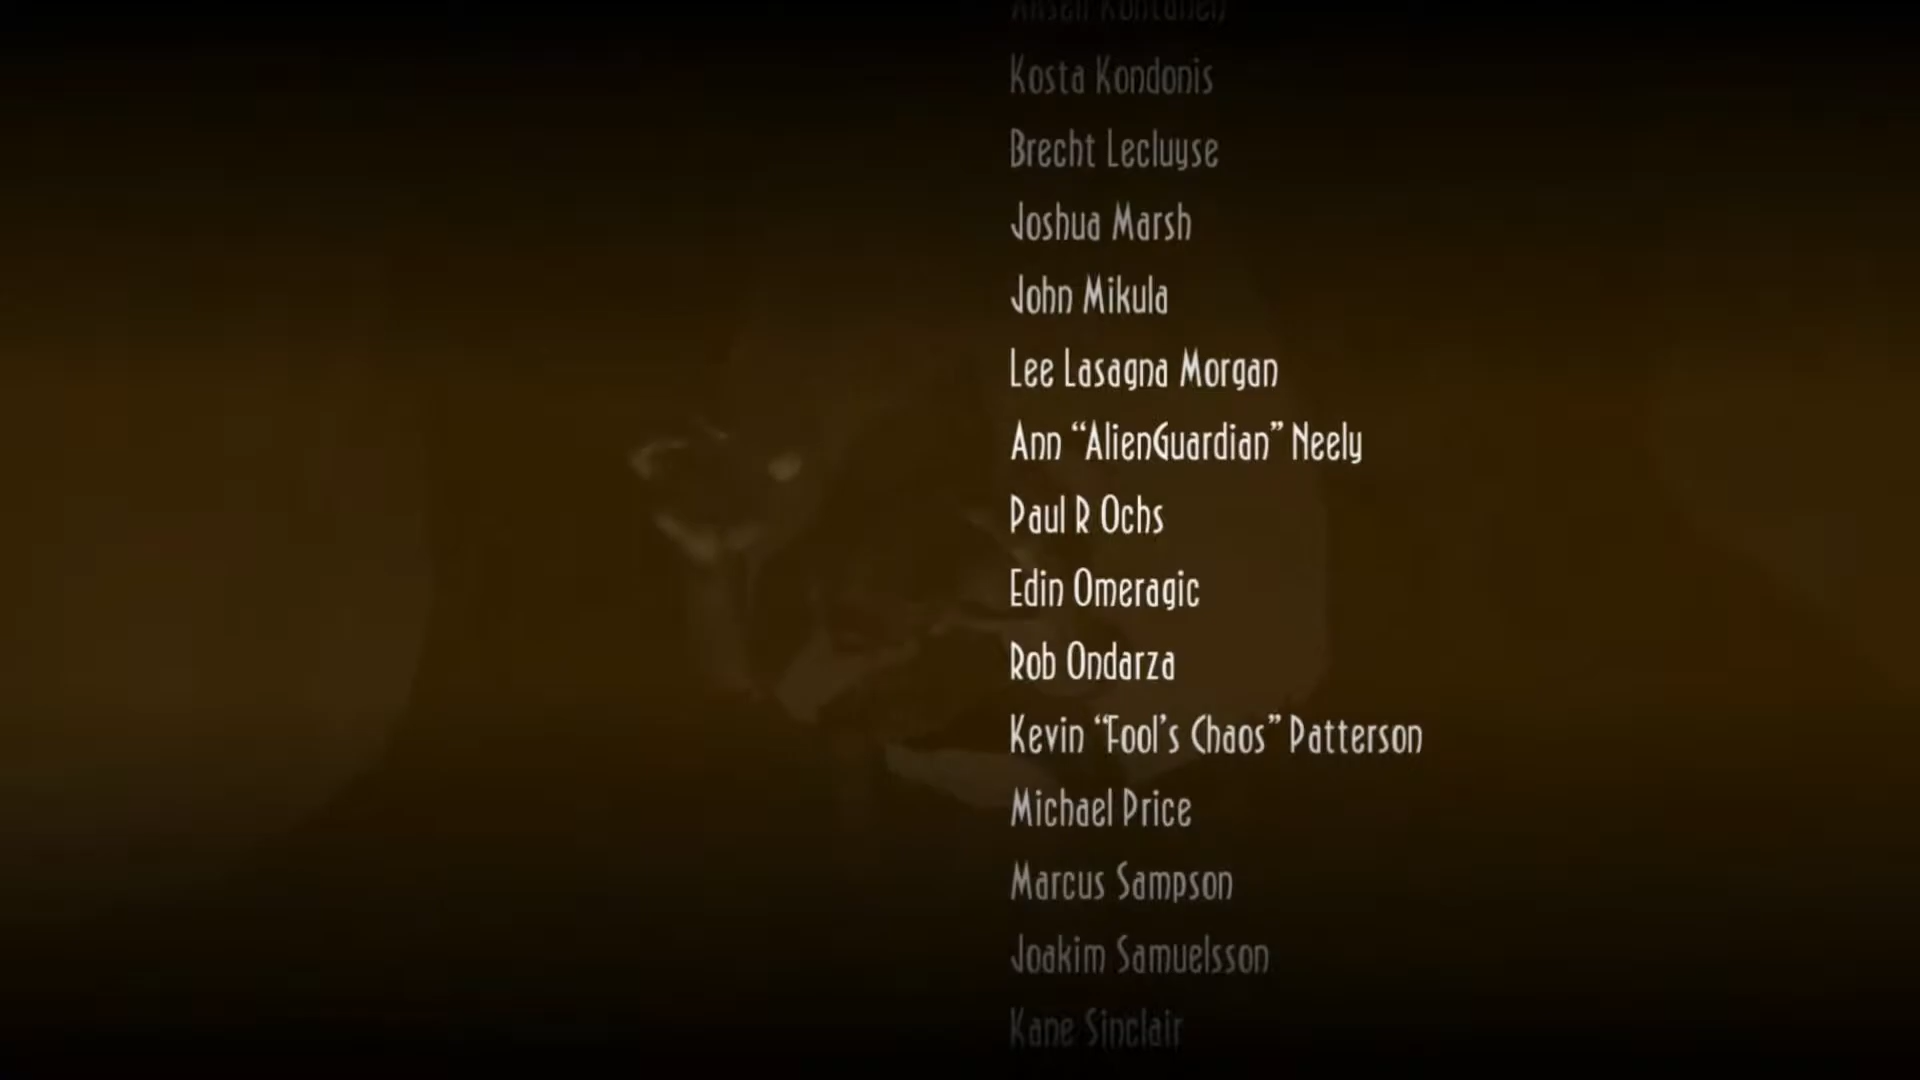 Kosta Kondonis
Brecht Lecluyse
Joshua Marsh
John Mikula
Lee Lasagna Morgan
Ann “AlienGuardian” Neely
Paul R Ochs
Edin Omeragic
Rob Ondarza
Kevin “Fool’s Chaos” Patterson
Michael Price
Marcus Sampson
Joakim Samuelsson
Kane Sinclair